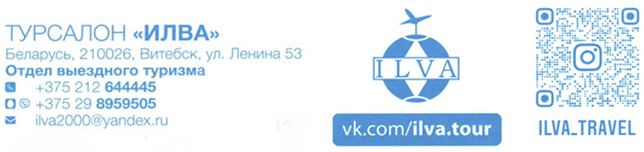 ТУРСАЛОН «ИЛВА»
Беларусь, 210026, Витебск, ул. Ленина 53
Отдел выездного туризма
+375 212 644445
+375 29 8959505
ilva2000@yandex.ru
ILVA
vk.com/ilva.tour
ILVA_TRAVEL